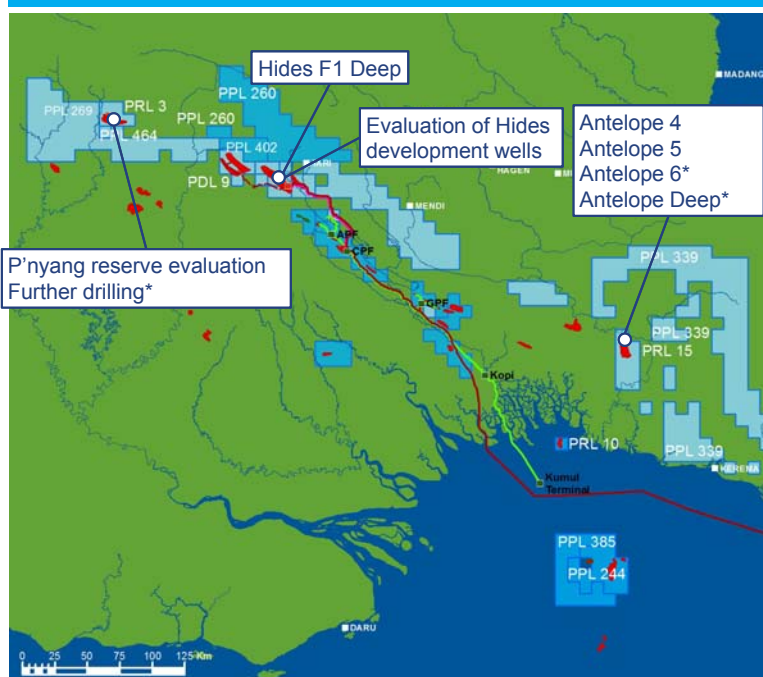 MADANG
Hides F1 Deep
PPL 260
PPL 269
PRL 3
PPL 464
PPL 260
Evaluation of Hides
development wells
Antelope 4
Antelope 5
Antelope 6*
Antelope Deep*
PPL 402
HAGEN
PDL 9
MENDI
P'nyang reserve evaluation
Further drilling*
APF
CPF
PPL 339
GPF
PPL 339
PRL 15
Kopi
PRL 10
PPL 339
KEREMA
Kumul
Terminal
PPL 385
PPL 244
DARU
0 25 50 75 100 125 Km